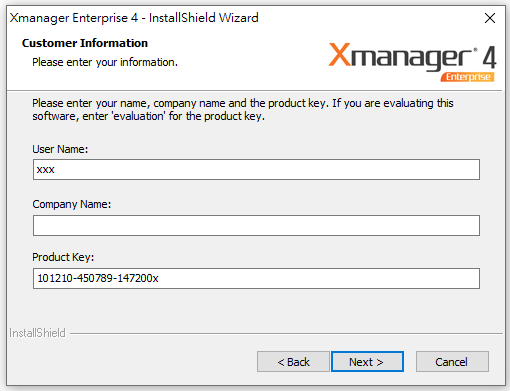 Xmanager Enterprise 4 - InstallShield Wizard
Customer Information
Please enter your information.
Xmanager® 4
Enterprise
Please enter your name, company name and the product key. If you are evaluating this
software, enter 'evaluation' for the product key.
User Name:
xxx
Company Name:
Product Key:
101210-450789-147200x
InstallShield
< Back
Next >
Cancel